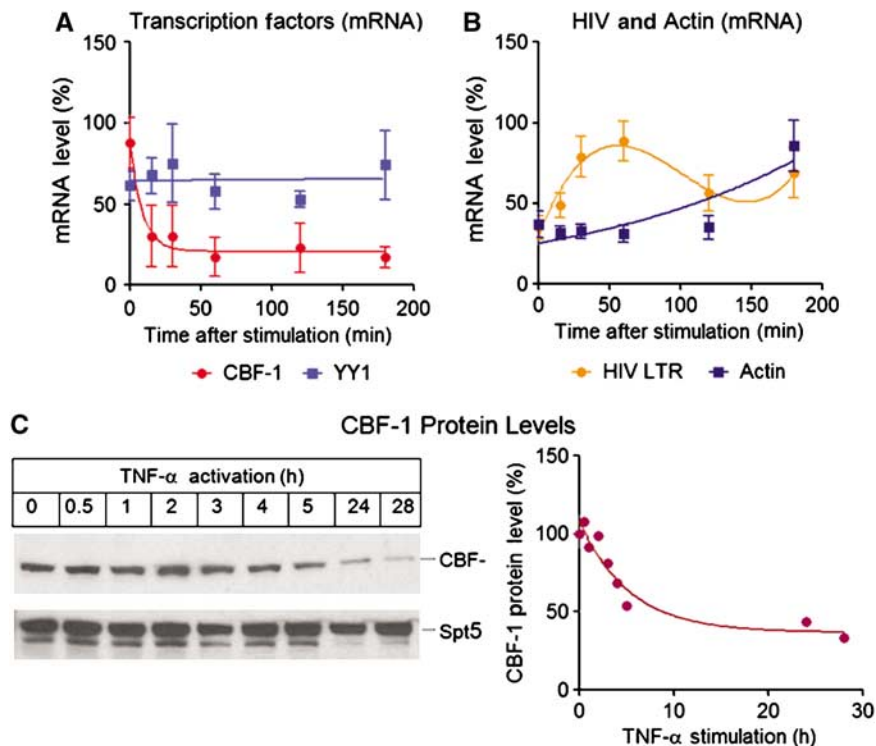 A Transcription factors (mRNA)
150
100
50
0
mRNA level (%)
0 50 100 150 200
Time after stimulation (min)
CBF-1 YY1
B HIV and Actin (mRNA)
150
100
50
0
mRNA level (%)
0 50 100 150 200
Time after stimulation (min)
HIV LTR Actin
C CBF-1 Protein Levels
TNF-α activation (h)
0 0.5 1 2 3 4 5 24 28
CBF-
Spt5
150
100
50
0
CBF-1 protein level (%)
0 10 20 30
TNF-α stimulation (h)